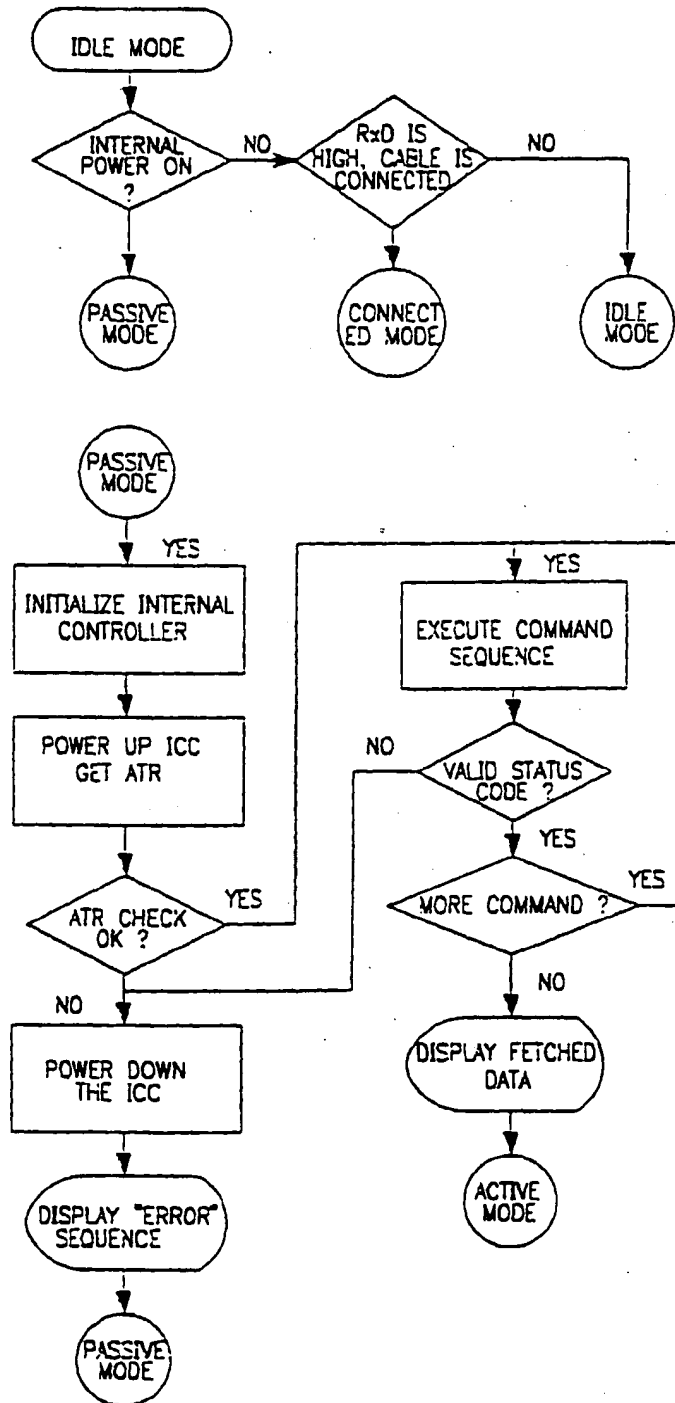 IDLE MODE
INTERNAL
POWER ON
?
NO
RxD IS
HIGH, CABLE IS
CONNECTED
NO
PASSIVE
MODE
CONNECT
ED MODE
IDLE
MODE
PASSIVE
MODE
YES
INITIALIZE INTERNAL
CONTROLLER
POWER UP ICC
GET ATR
ATR CHECK
OK ?
YES
NO
POWER DOWN
THE ICC
DISPLAY "ERROR"
SEQUENCE
PASSIVE
MODE
YES
EXECUTE COMMAND
SEQUENCE
NO
VALID STATUS
CODE ?
YES
MORE COMMAND ?
YES
NO
DISPLAY FETCHED
DATA
ACTIVE
MODE